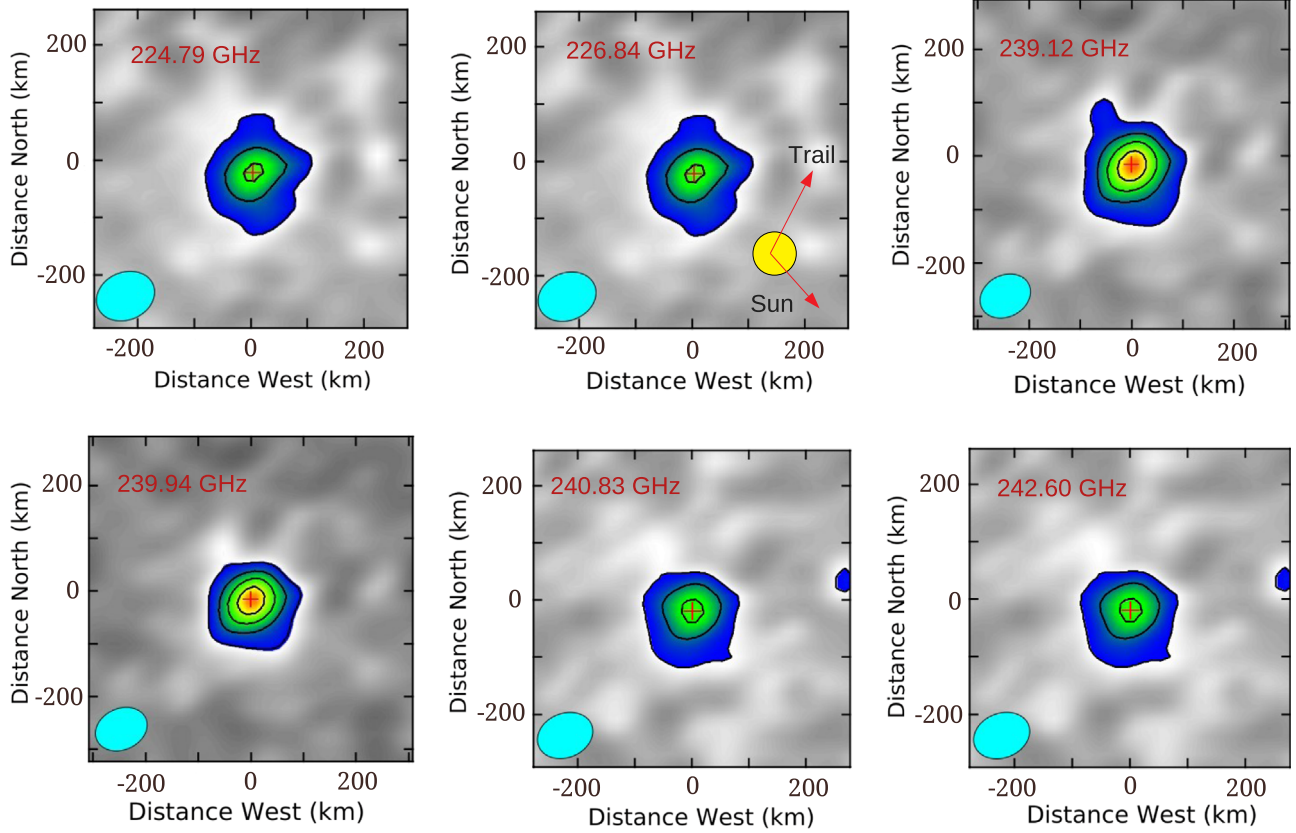 224.79 GHz
Distance North (km)
200
0
-200
-200 0 200
Distance West (km)
226.84 GHz
Distance North (km)
200
0
-200
Trail
Sun
-200 0 200
Distance West (km)
239.12 GHz
Distance North (km)
200
0
-200
-200 0 200
Distance West (km)
239.94 GHz
Distance North (km)
200
0
-200
-200 0 200
Distance West (km)
240.83 GHz
Distance North (km)
200
0
-200
-200 0 200
Distance West (km)
242.60 GHz
Distance North (km)
200
0
-200
-200 0 200
Distance West (km)